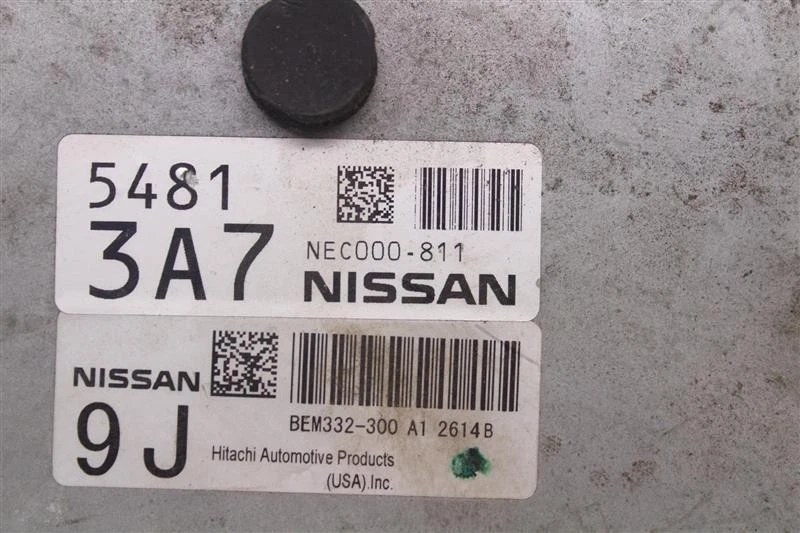 5481
3A7
NEC000-811
NISSAN
NISSAN
9J
BEM332-300 A1 2614B
Hitachi Automotive Products
(USA).Inc.